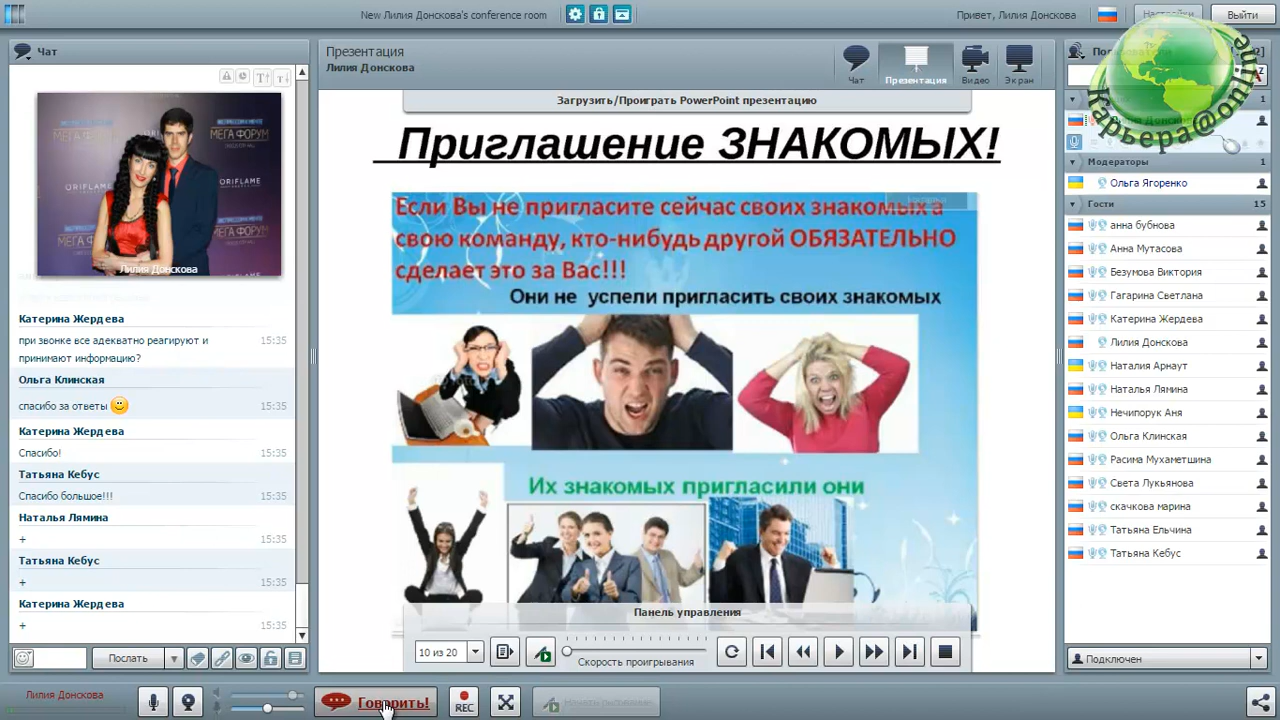 New Лилия Донскова's conference room
Привет, Лилия Донскова
Настройки
Выйти
Чат
МЕГА ФОРУМ
ORIFLAME
Лилия Донскова
Катерина Жердева
при звонке все адекватно реагируют и
принимают информацию?
15:35
Ольга Клинская
спасибо за ответы
15:35
Катерина Жердева
Спасибо!
15:35
Татьяна Кебус
Спасибо большое!!!
15:35
Наталья Лямина
+
15:35
Татьяна Кебус
+
15:35
Катерина Жердева
+
15:35
Послать
Презентация
Лилия Донскова
Чат
Презентация
Видео
Экран
Загрузить/Проиграть PowerPoint презентацию
Приглашение ЗНАКОМЫХ!
Если Вы не пригласите сейчас своих знакомых а
свою команду, кто-нибудь другой ОБЯЗАТЕЛЬНО
сделает это за Вас!!!
Они не успели пригласить своих знакомых
Их знакомых пригласили они
Панель управления
10 из 20
Скорость проигрывания
Карьера@online
1
Модераторы
1
Ольга Ягоренко
Гости
15
анна бубнова
Анна Мутасова
Безумова Виктория
Гагарина Светлана
Катерина Жердева
Лилия Донскова
Наталия Арнаут
Наталья Лямина
Нечипорук Аня
Ольга Клинская
Расима Мухаметшина
Света Лукьянова
скачкова марина
Татьяна Ельчина
Татьяна Кебус
Подключен
Лилия Донскова
Говорить!
REC